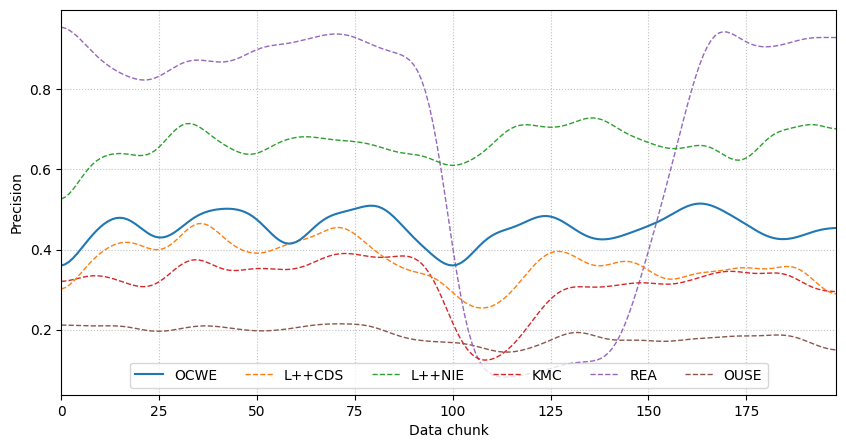 Precision
0.8
0.6
0.4
0.2
OCWE L++CDS L++NIE KMC REA OUSE
0 25 50 75 100 125 150 175
Data chunk